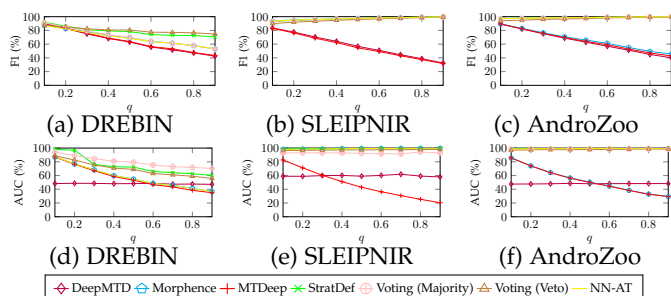 100
80
60
40
20
0
F1 (%)
0.2 0.4 0.6 0.8
q
(a) DREBIN
100
80
60
40
20
0
F1 (%)
0.2 0.4 0.6 0.8
q
(b) SLEIPNIR
100
80
60
40
20
0
F1 (%)
0.2 0.4 0.6 0.8
q
(c) AndroZoo
100
80
60
40
20
0
AUC (%)
0.2 0.4 0.6 0.8
q
(d) DREBIN
100
80
60
40
20
0
AUC (%)
0.2 0.4 0.6 0.8
q
(e) SLEIPNIR
100
80
60
40
20
0
AUC (%)
0.2 0.4 0.6 0.8
q
(f) AndroZoo
DeepMTD Morphence MTDeep StratDef Voting (Majority) Voting (Veto) NN-AT